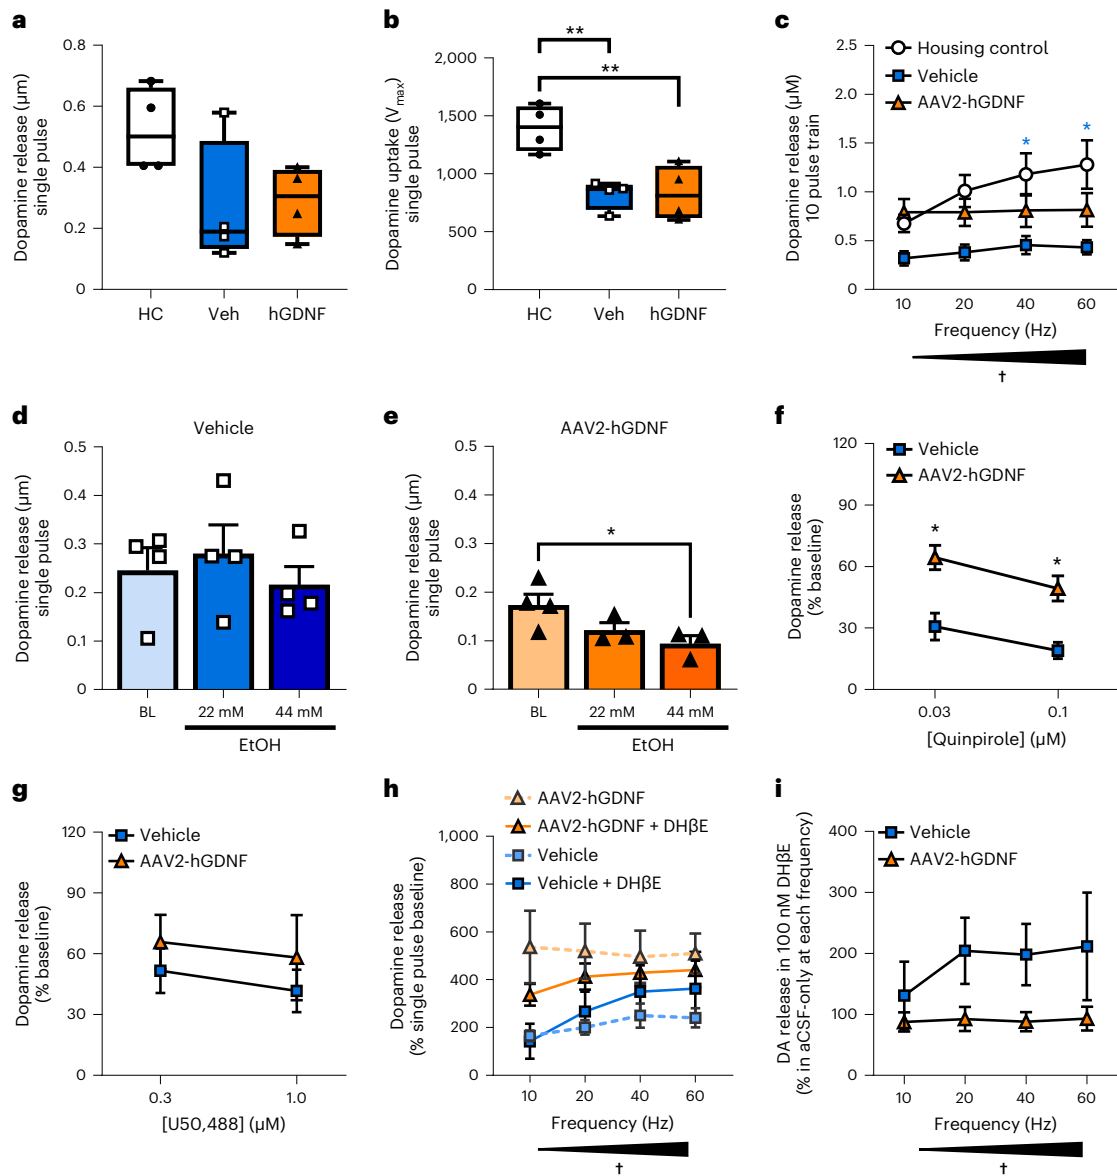 a
Dopamine release (µm)
single pulse
0.8
0.6
0.4
0.2
0
HC
Veh
hGDNF
b
Dopamine uptake (Vmax)
single pulse
2,000
1,500
1,000
500
0
**
**
HC
Veh
hGDNF
c
Dopamine release (µM)
10 pulse train
2.5
2.0
1.5
1.0
0.5
0
Housing control
Vehicle
AAV2-hGDNF
*
*
10
20
40
60
Frequency (Hz)
†
d
Vehicle
Dopamine release (µm)
single pulse
0.5
0.4
0.3
0.2
0.1
0
BL
22 mM
44 mM
EtOH
e
AAV2-hGDNF
Dopamine release (µm)
single pulse
0.5
0.4
0.3
0.2
0.1
0
*
BL
22 mM
44 mM
EtOH
f
Dopamine release
(% baseline)
120
90
60
30
0
Vehicle
AAV2-hGDNF
*
*
0.03
0.1
[Quinpirole] (µM)
g
Dopamine release
(% baseline)
120
90
60
30
0
Vehicle
AAV2-hGDNF
0.3
1.0
[U50,488] (µM)
h
AAV2-hGDNF
AAV2-hGDNF + DHβE
Vehicle
Vehicle + DHβE
Dopamine release
(% single pulse baseline)
1,000
800
600
400
200
0
10
20
40
60
Frequency (Hz)
†
i
DA release in 100 nM DHβE
(% in aCSF-only at each frequency)
400
300
200
100
0
Vehicle
AAV2-hGDNF
10
20
40
60
Frequency (Hz)
†